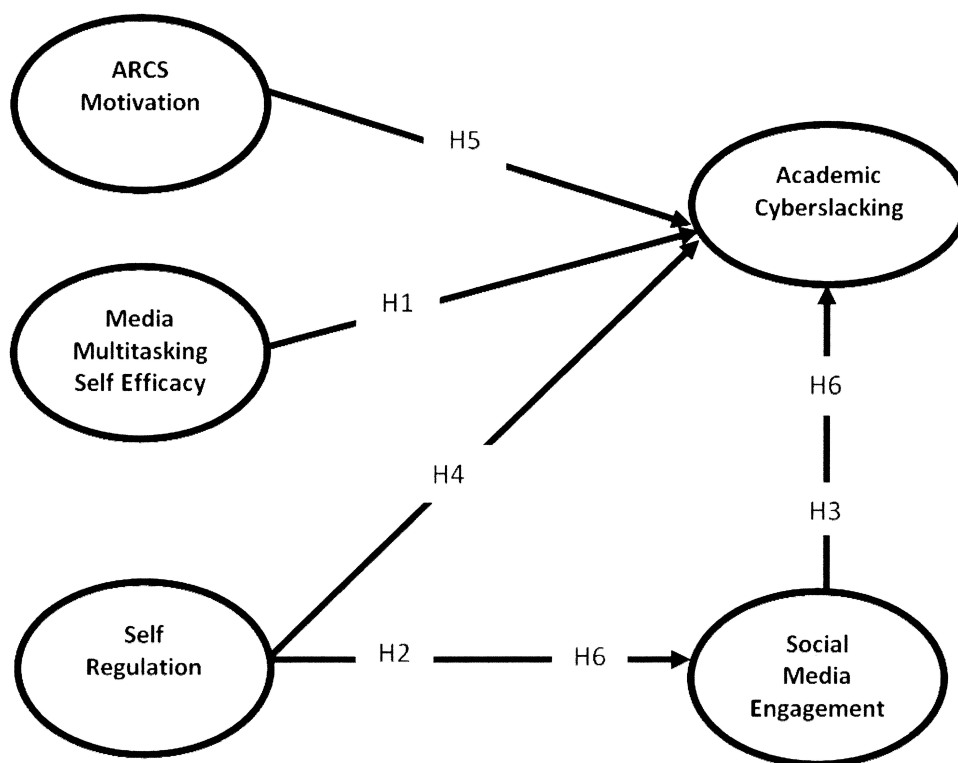 ARCS
Motivation
H5
Academic
Cyberslacking
Media
Multitasking
Self Efficacy
H1
H6
H4
H3
Self
Regulation
H2
H6
Social
Media
Engagement